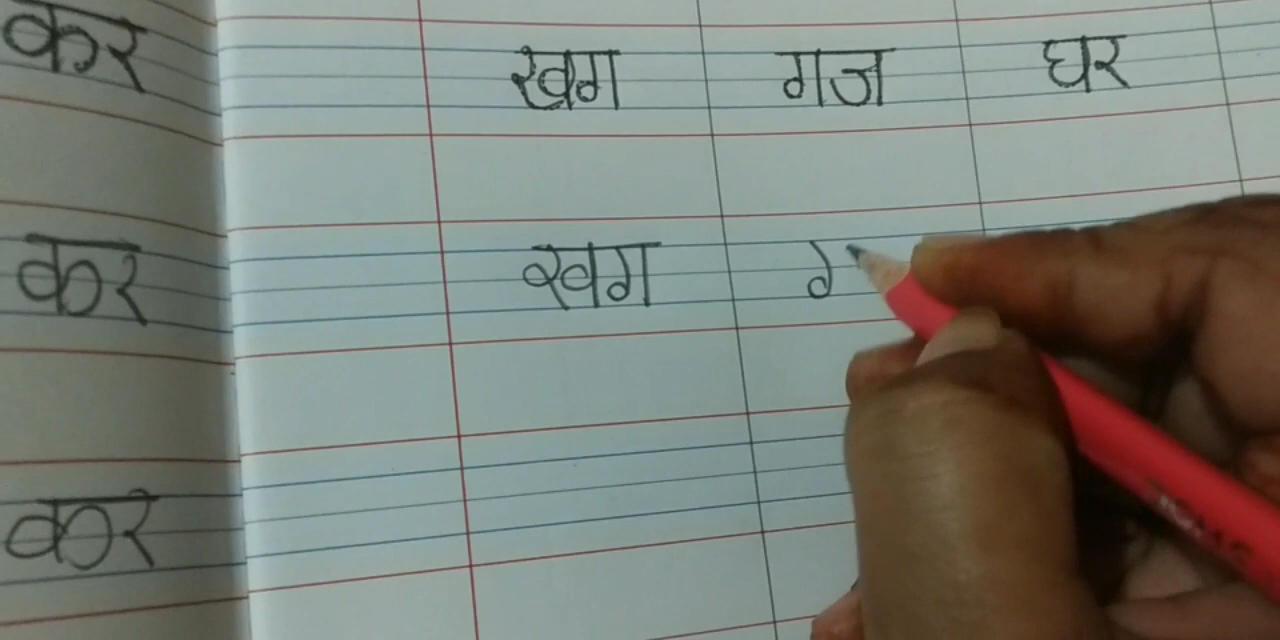 कर खग गज घर
कर खग
कर